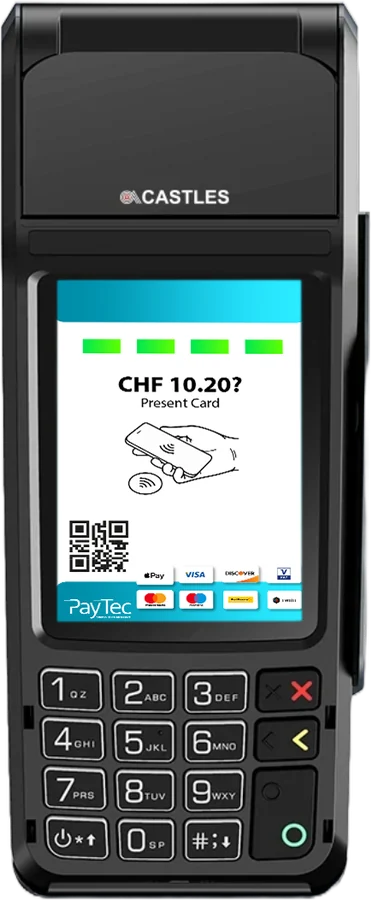 CASTLES
CHF 10.20?
Present Card
Pay VISA DISCOVER V PAY
PayTec
1 QZ 2 ABC 3 DEF X X
4 GHI 5 JKL 6 MNO < <
7 PRS 8 TUV 9 WXY
* 0 SP #;